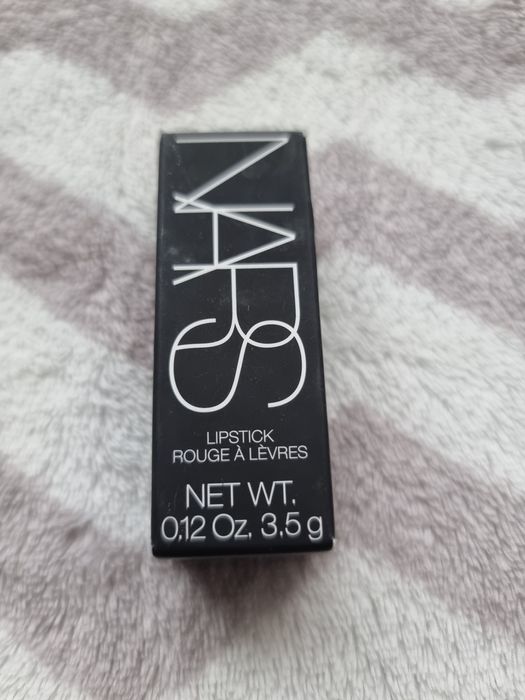 NARS
LIPSTICK
ROUGE À LÈVRES
NET WT.
0.12 Oz. 3.5 g